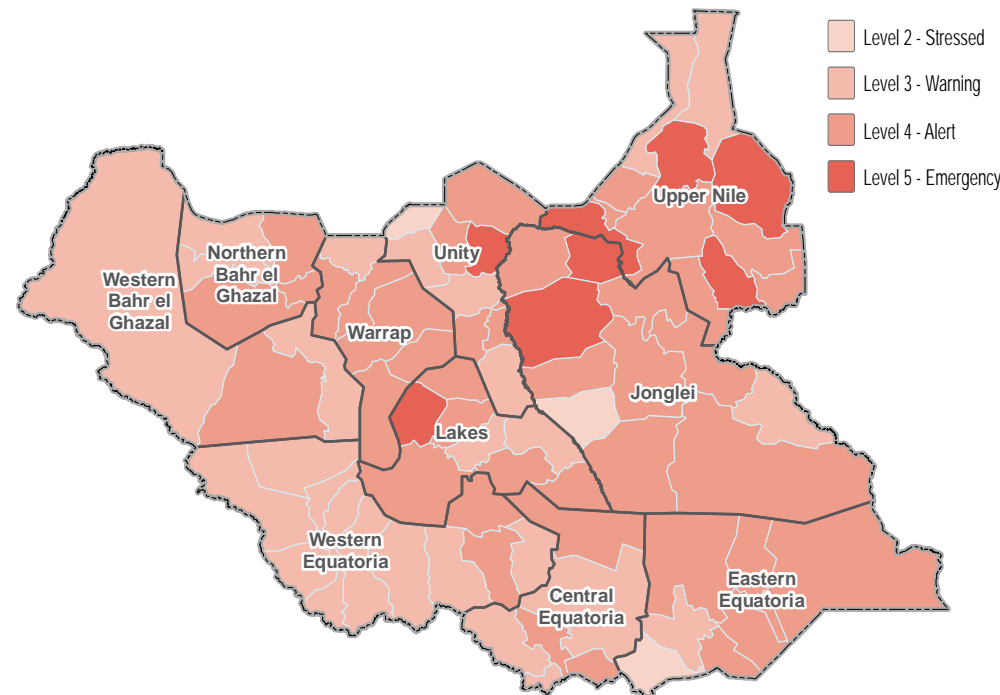 Level 2 - Stressed
Level 3 - Warning
Level 4 - Alert
Level 5 - Emergency
Upper Nile
Northern
Bahr el
Ghazal
Unity
Western
Bahr el
Ghazal
Warrap
Jonglei
Lakes
Western
Equatoria
Eastern
Equatoria
Central
Equatoria